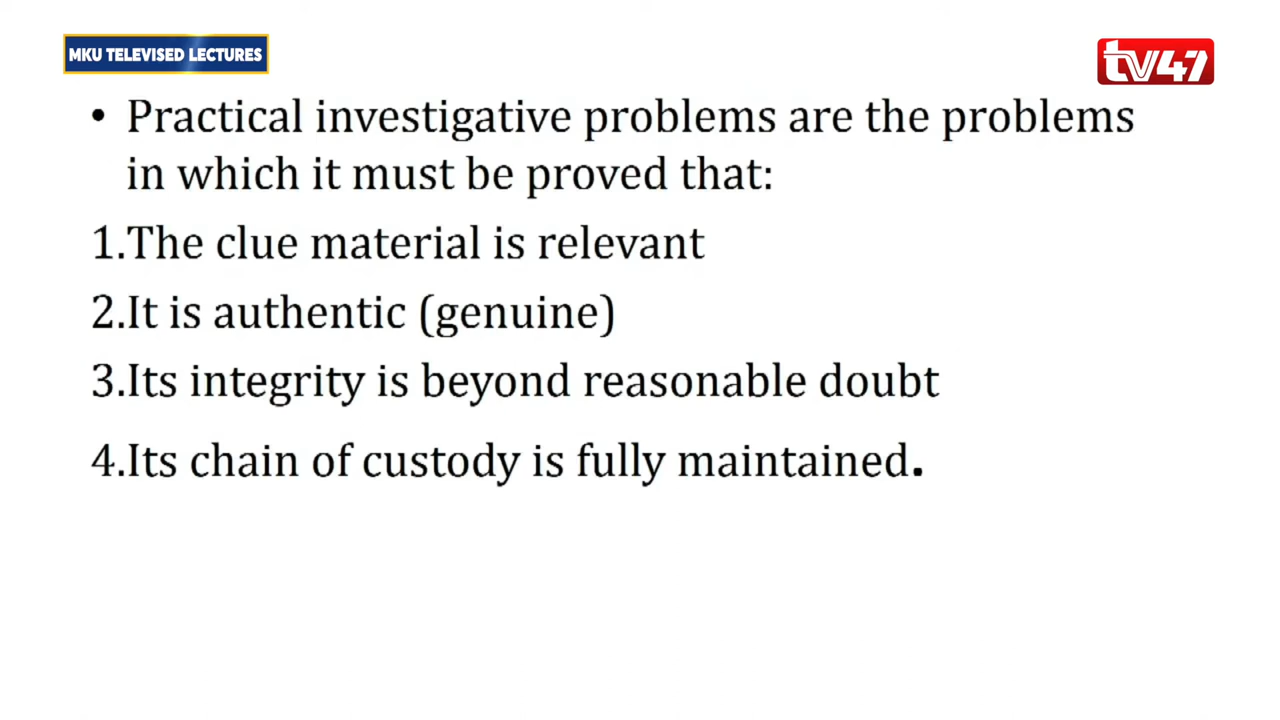 MKU TELEVISED LECTURES
tv47
• Practical investigative problems are the problems
in which it must be proved that:
1.The clue material is relevant
2.It is authentic (genuine)
3.Its integrity is beyond reasonable doubt
4.Its chain of custody is fully maintained.